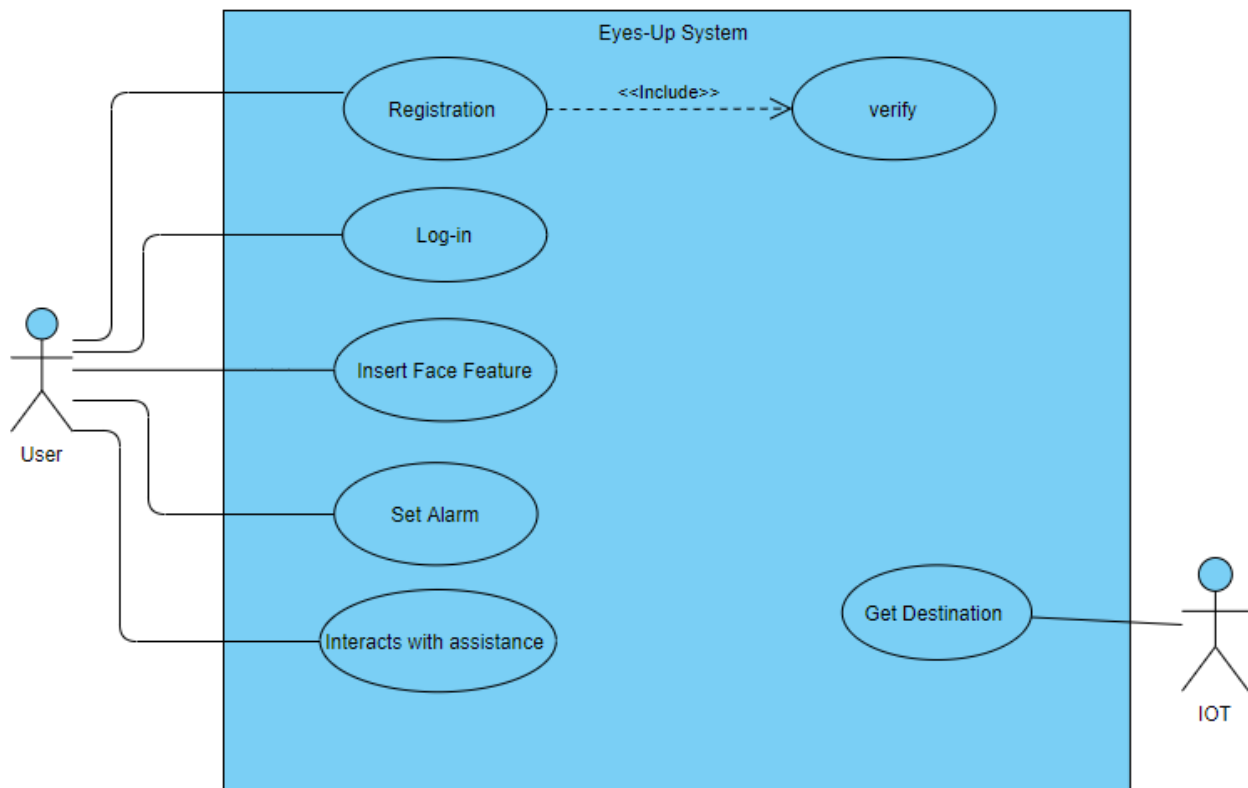 Eyes-Up System
Registration
<<Include>>
verify
Log-in
Insert Face Feature
User
Set Alarm
Get Destination
Interacts with assistance
IOT